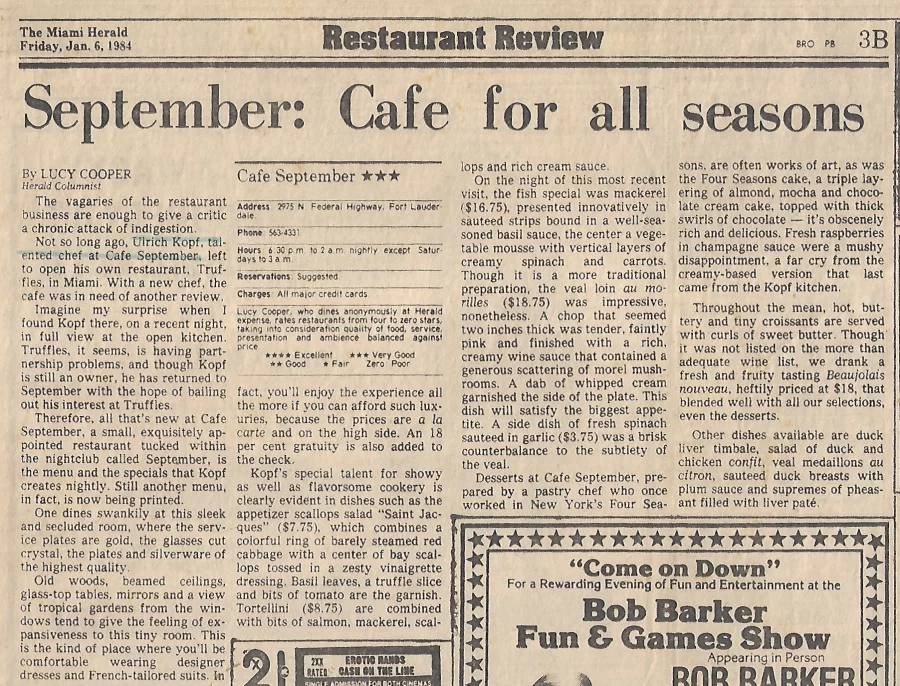 The Miami Herald
Friday, Jan. 6, 1984
Restaurant Review
BRO PB 3B
September: Cafe for all seasons
By LUCY COOPER
Herald Columnist
The vagaries of the restaurant
business are enough to give a critic
a chronic attack of indigestion.
Not so long ago, Ulrich Kopf, tal-
ented chef at Cafe September, left
to open his own restaurant, Truf-
fles, in Miami. With a new chef, the
cafe was in need of another review.
Imagine my surprise when I
found Kopf there, on a recent night,
in full view at the open kitchen.
Truffles, it seems, is having part-
nership problems, and though Kopf
is still an owner, he has returned to
September with the hope of bailing
out his interest at Truffles.
Therefore, all that's new at Cafe
September, a small, exquisitely ap-
pointed restaurant tucked within
the nightclub called September, is
the menu and the specials that Kopf
creates nightly. Still another menu,
in fact, is now being printed.
One dines swankily at this sleek
and secluded room, where the serv-
ice plates are gold, the glasses cut
crystal, the plates and silverware of
the highest quality.
Old woods, beamed ceilings,
glass-top tables, mirrors and a view
of tropical gardens from the win-
dows tend to give the feeling of ex-
pansiveness to this tiny room. This
is the kind of place where you'll be
comfortable wearing designer
dresses and French-tailored suits. In
Cafe September ★★★
Address 2975 N Federal Highway, Fort Lauder
dale
Phone 563-4331
Hours 6:30 p.m. to 2 a.m. nightly except Satur-
days to 3 a.m.
Reservations: Suggested
Charges: All major credit cards
Lucy Cooper, who dines anonymously at Herald
expense, rates restaurants from four to zero stars,
taking into consideration quality of food, service,
presentation and ambience balanced against
price
★★★★ Excellent ★★★ Very Good
★★ Good ★ Fair Zero Poor
fact, you'll enjoy the experience all
the more if you can afford such lux-
uries, because the prices are a la
carte and on the high side. An 18
per cent gratuity is also added to
the check.
Kopf's special talent for showy
as well as flavorsome cookery is
clearly evident in dishes such as the
appetizer scallops salad "Saint Jac-
ques" ($7.75), which combines a
colorful ring of barely steamed red
cabbage with a center of bay scal-
lops tossed in a zesty vinaigrette
dressing. Basil leaves, a truffle slice
and bits of tomato are the garnish.
Tortellini ($8.75) are combined
with bits of salmon, mackerel, scal-
lops and rich cream sauce.
On the night of this most recent
visit, the fish special was mackerel
($16.75), presented innovatively in
sauteed strips bound in a well-sea-
soned basil sauce, the center a vege-
table mousse with vertical layers of
creamy spinach and carrots.
Though it is a more traditional
preparation, the veal loin au mo-
rilles ($18.75) was impressive,
nonetheless. A chop that seemed
two inches thick was tender, faintly
pink and finished with a rich,
creamy wine sauce that contained a
generous scattering of morel mush-
rooms. A dab of whipped cream
garnished the side of the plate. This
dish will satisfy the biggest appe-
tite. A side dish of fresh spinach
sauteed in garlic ($3.75) was a brisk
counterbalance to the subtlety of
the veal.
Desserts at Cafe September, pre-
pared by a pastry chef who once
worked in New York's Four Sea-
sons, are often works of art, as was
the Four Seasons cake, a triple lay-
ering of almond, mocha and choco-
late cream cake, topped with thick
swirls of chocolate — it's obscenely
rich and delicious. Fresh raspberries
in champagne sauce were a mushy
disappointment, a far cry from the
creamy-based version that last
came from the Kopf kitchen.
Throughout the mean, hot, but-
tery and tiny croissants are served
with curls of sweet butter. Though
it was not listed on the more than
adequate wine list, we drank a
fresh and fruity tasting Beaujolais
nouveau, heftily priced at $18, that
blended well with all our selections,
even the desserts.
Other dishes available are duck
liver timbale, salad of duck and
chicken confit, veal medaillons au
citron, sauteed duck breasts with
plum sauce and supremes of pheas-
ant filled with liver paté.
2XX
RATED
EROTIC HANDS
CASH ON THE LINE
SINGLE ADMISSION FOR BOTH CINEMAS
"Come on Down"
For a Rewarding Evening of Fun and Entertainment at the
Bob Barker
Fun & Games Show
Appearing in Person
BOB BARKER